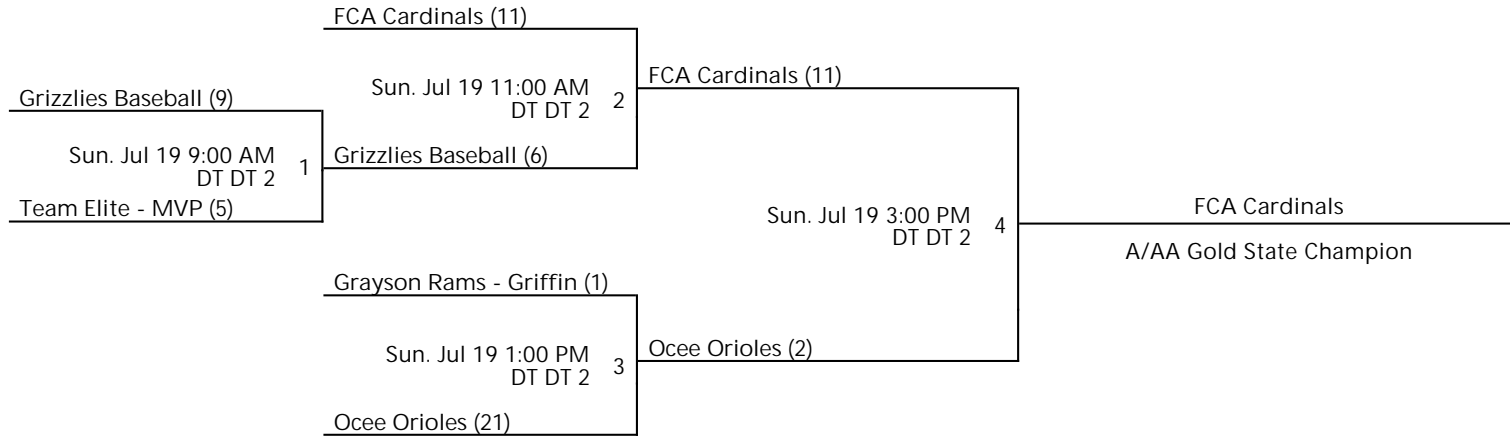 FCA Cardinals (11)
Sun. Jul 19 11:00 AM
DT DT 2
2
FCA Cardinals (11)
Grizzlies Baseball (9)
Sun. Jul 19 9:00 AM
DT DT 2
1
Grizzlies Baseball (6)
Team Elite - MVP (5)
Sun. Jul 19 3:00 PM
DT DT 2
4
FCA Cardinals
A/AA Gold State Champion
Grayson Rams - Griffin (1)
Sun. Jul 19 1:00 PM
DT DT 2
3
Ocee Orioles (2)
Ocee Orioles (21)